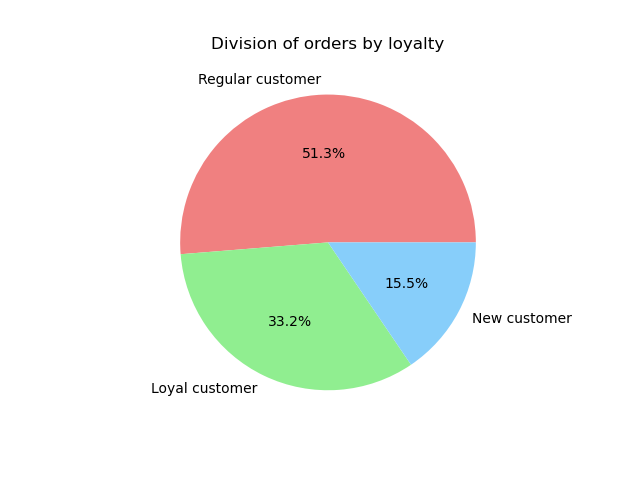 Division of orders by loyalty
Regular customer
51.3%
15.5%
New customer
33.2%
Loyal customer